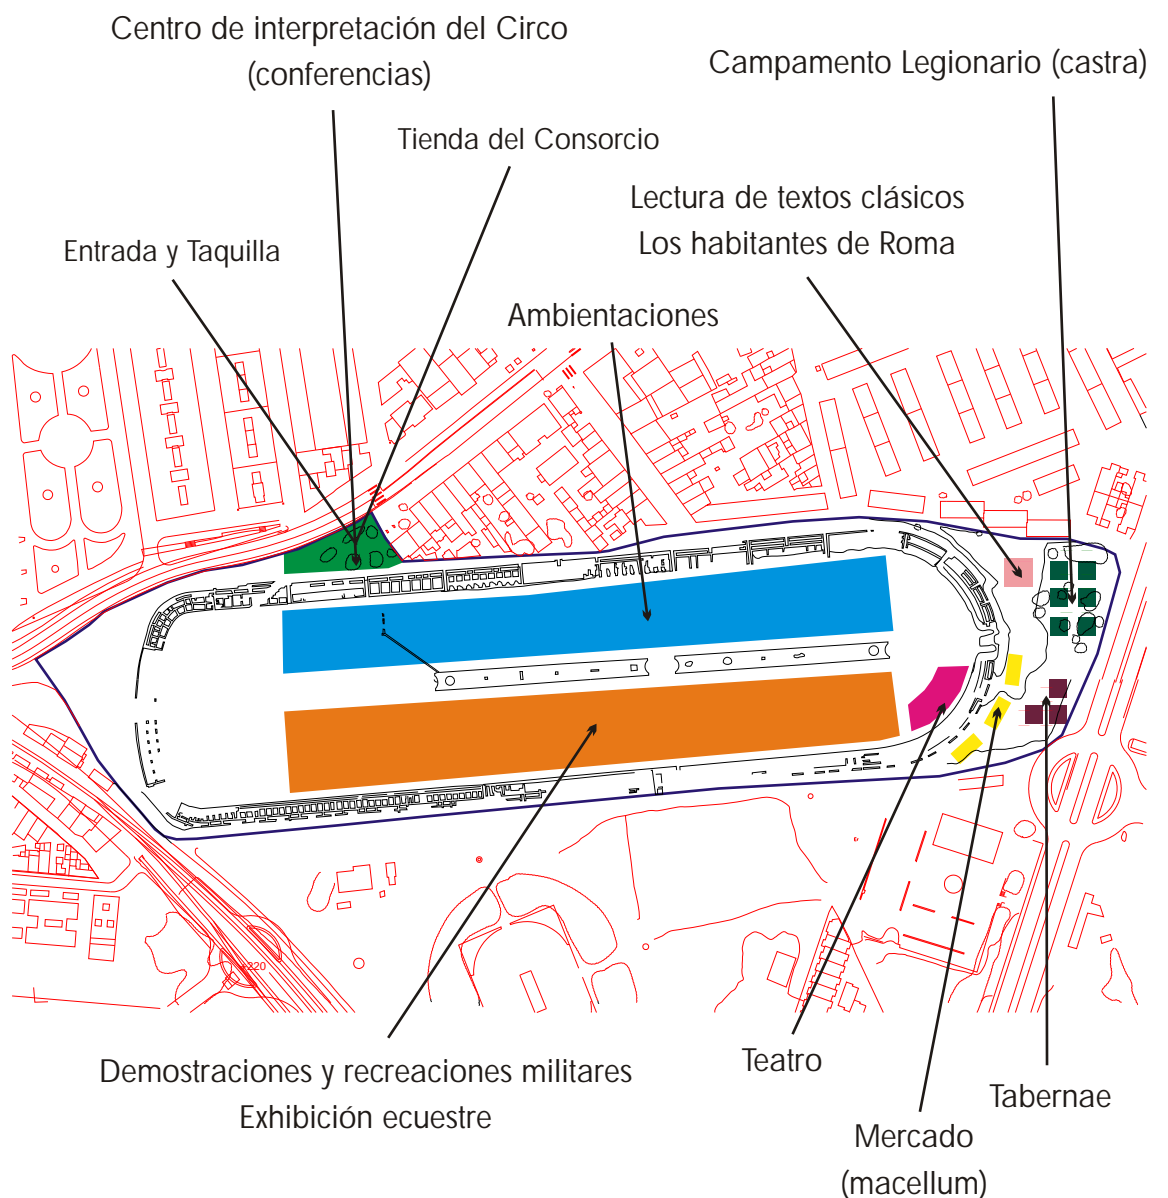 Centro de interpretación del Circo
(conferencias)
Campamento Legionario (castra)
Tienda del Consorcio
Lectura de textos clásicos
Los habitantes de Roma
Entrada y Taquilla
Ambientaciones
+220
Demostraciones y recreaciones militares
Exhibición ecuestre
Teatro
Tabernae
Mercado
(macellum)